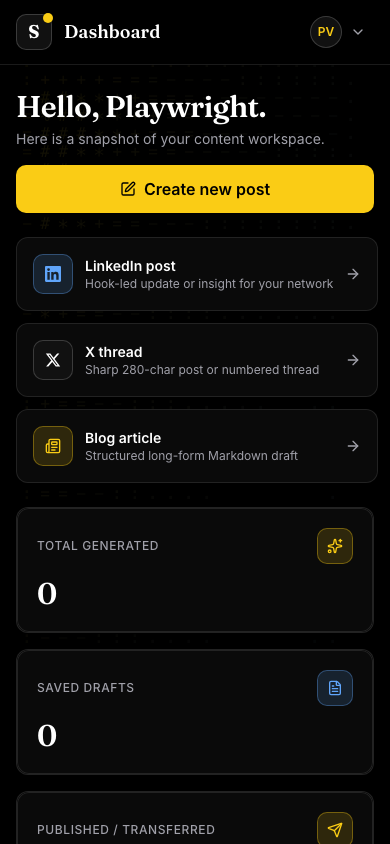 S
Dashboard
PV
Hello, Playwright.
Here is a snapshot of your content workspace.
Create new post
LinkedIn post
Hook-led update or insight for your network
X thread
Sharp 280-char post or numbered thread
Blog article
Structured long-form Markdown draft
TOTAL GENERATED
0
SAVED DRAFTS
0
PUBLISHED / TRANSFERRED